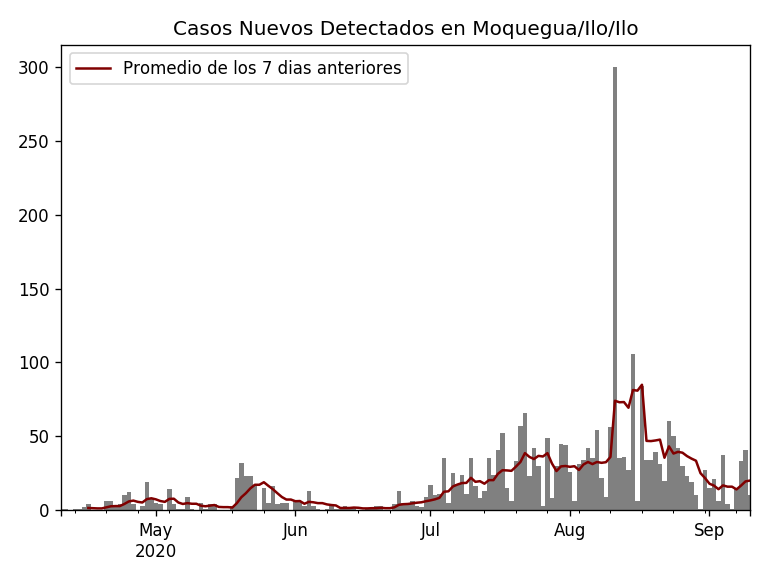 Casos Nuevos Detectados en Moquegua/Ilo/Ilo
Promedio de los 7 dias anteriores
300
250
200
150
100
50
0
May Jun Jul Aug Sep
2020